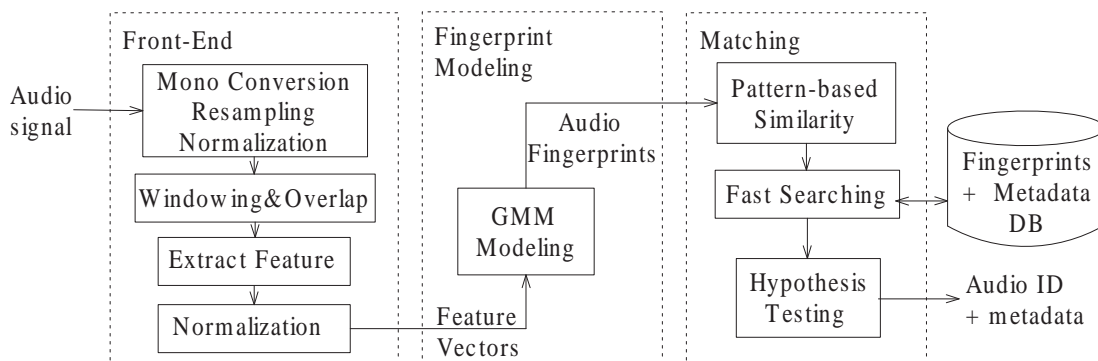 Front-End
Audio
signal
Mono Conversion
Resampling
Normalization
Windowing&Overlap
Extract Feature
Normalization
Feature
Vectors
Fingerprint
Modeling
GMM
Modeling
Audio
Fingerprints
Matching
Pattern-based
Similarity
Fast Searching
Hypothesis
Testing
Fingerprints
+ Metadata
DB
Audio ID
+ metadata